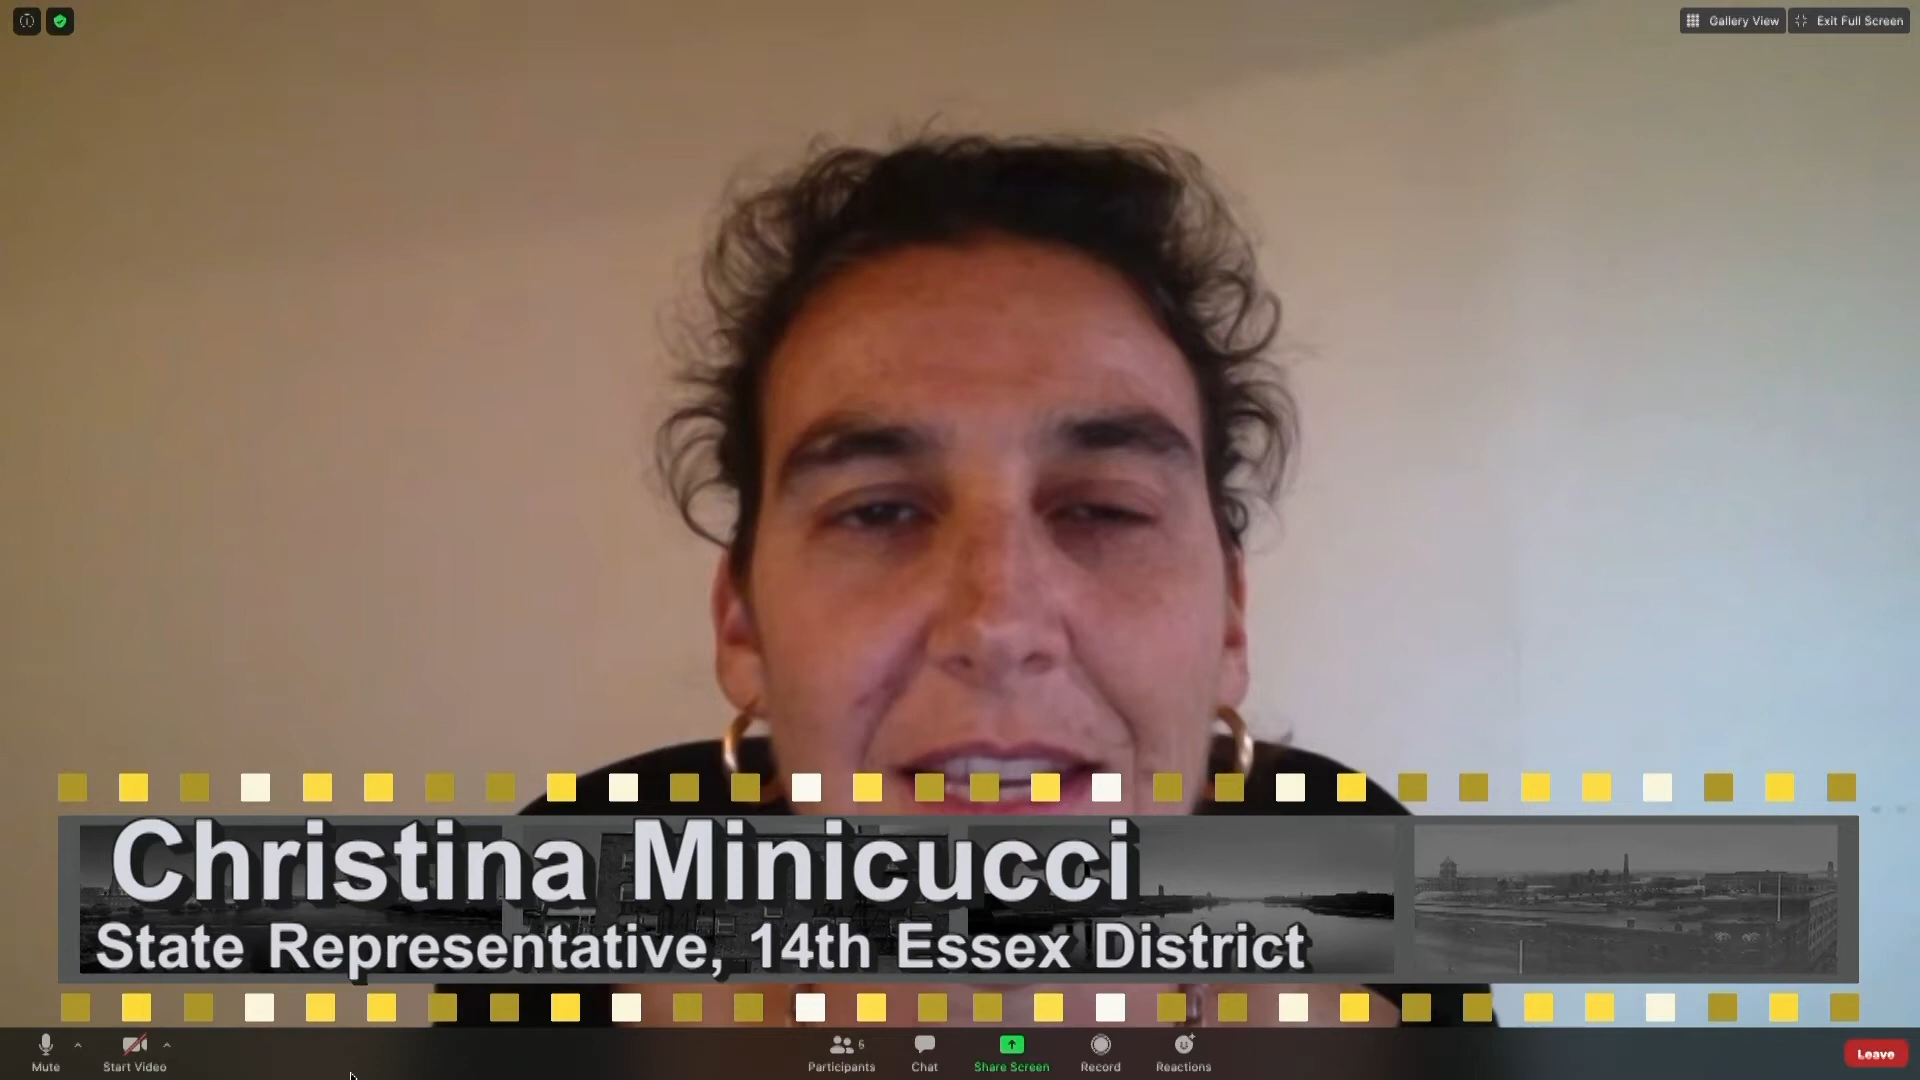 Gallery View
Exit Full Screen
Christina Minicucci
State Representative, 14th Essex District
Mute
Start Video
Participants
Chat
Share Screen
Record
Reactions
Leave